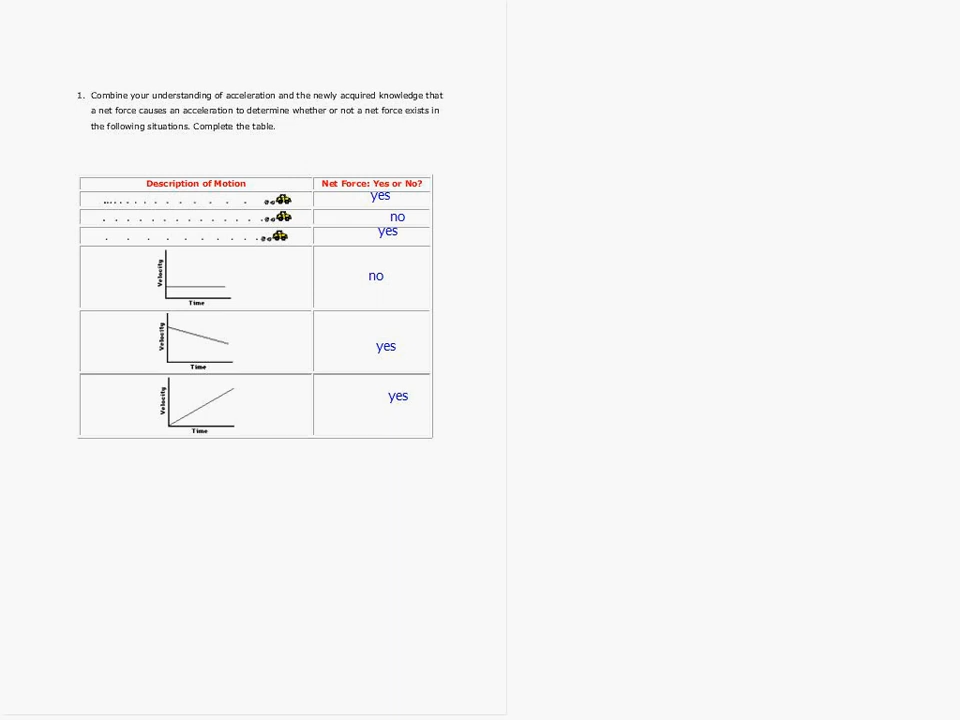 1. Combine your understanding of acceleration and the newly acquired knowledge that
a net force causes an acceleration to determine whether or not a net force exists in
the following situations. Complete the table.
Description of Motion Net Force: Yes or No?
yes
no
yes
Velocity
Time
no
Velocity
Time
yes
Velocity
Time
yes